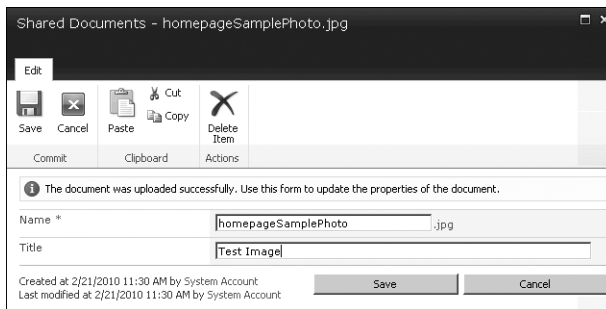 Shared Documents - homepageSamplePhoto.jpg
Edit
Save
Cancel
Paste
Cut
Copy
Delete Item
Commit
Clipboard
Actions
The document was uploaded successfully. Use this form to update the properties of the document.
Name *
homepageSamplePhoto .jpg
Title
Test Image
Created at 2/21/2010 11:30 AM by System Account
Last modified at 2/21/2010 11:30 AM by System Account
Save
Cancel